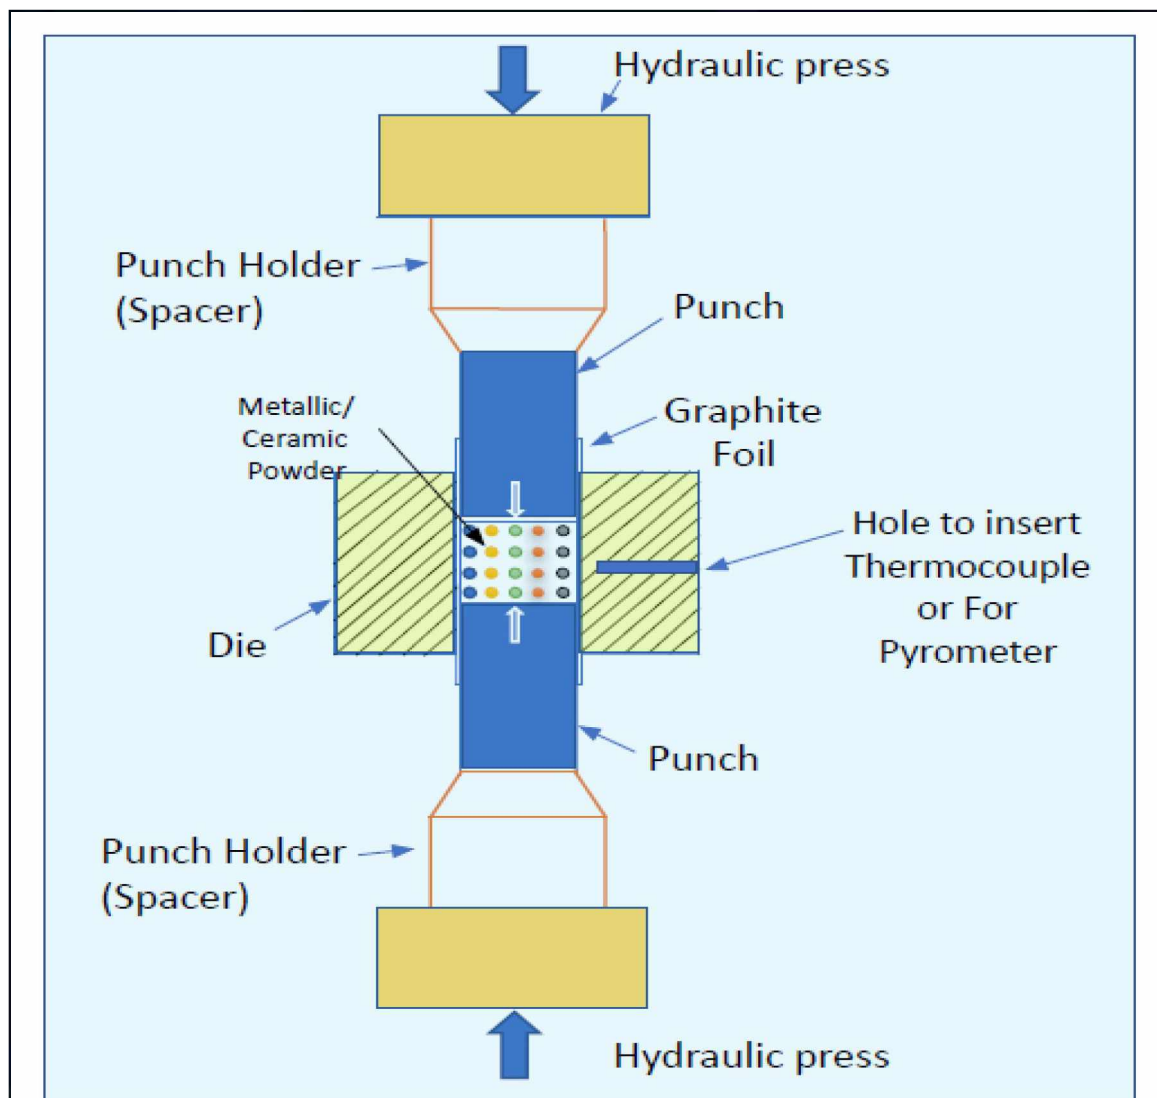 Hydraulic press
Punch Holder
(Spacer)
Punch
Metallic/
Ceramic
Powder
Graphite
Foil
Hole to insert
Thermocouple
or For
Pyrometer
Die
Punch
Punch Holder
(Spacer)
Hydraulic press